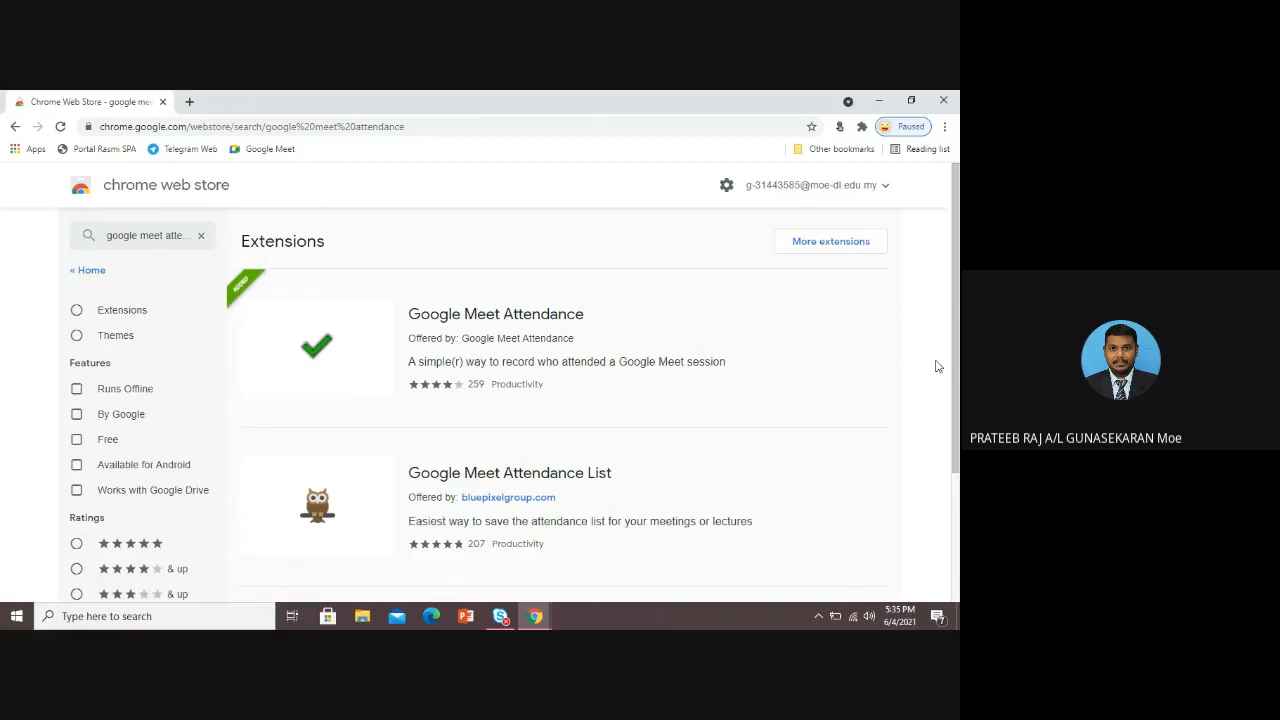 Chrome Web Store - google mee
chrome.google.com/webstore/search/google%20meet%20attendance
Paused
Apps
Portal Rasmi SPA
Telegram Web
Google Meet
Other bookmarks
Reading list
chrome web store
g-31443585@moe-dl.edu.my
google meet atte...
Extensions
More extensions
« Home
ADDED
Extensions
Themes
Features
Runs Offline
By Google
Free
Available for Android
Works with Google Drive
Ratings
& up
& up
Google Meet Attendance
Offered by: Google Meet Attendance
A simple(r) way to record who attended a Google Meet session
259 Productivity
Google Meet Attendance List
Offered by: bluepixelgroup.com
Easiest way to save the attendance list for your meetings or lectures
207 Productivity
PRATEEB RAJ A/L GUNASEKARAN Moe
Type here to search
5:35 PM
6/4/2021
7